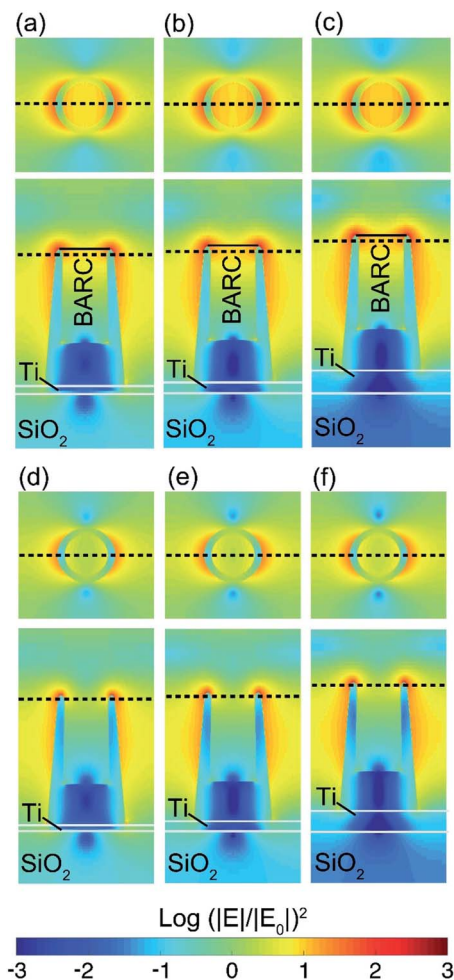 (a) (b) (c)
BARC BARC BARC
Ti Ti Ti
SiO₂ SiO₂ SiO₂
(d) (e) (f)
Ti Ti Ti
SiO₂ SiO₂ SiO₂
Log (|E|/|E₀|)²
-3 -2 -1 0 1 2 3